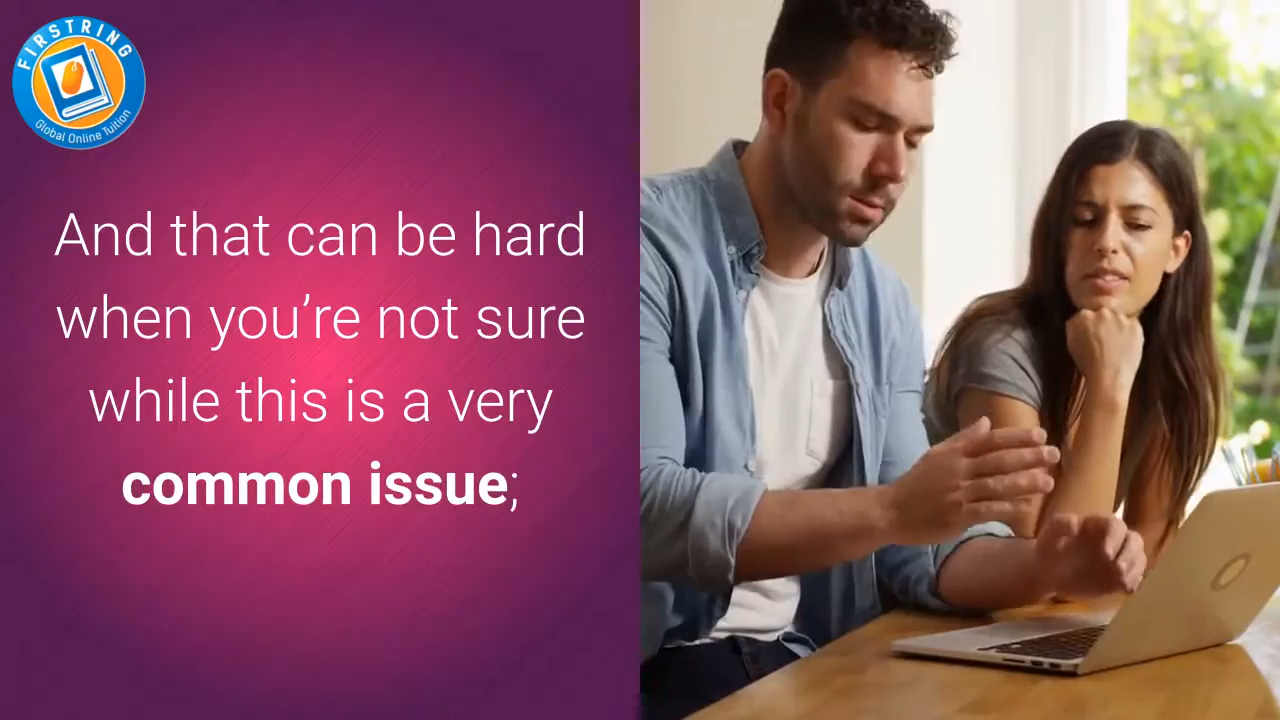 FIRSTRING
Global Online Tuition
And that can be hard
when you’re not sure
while this is a very
common issue;